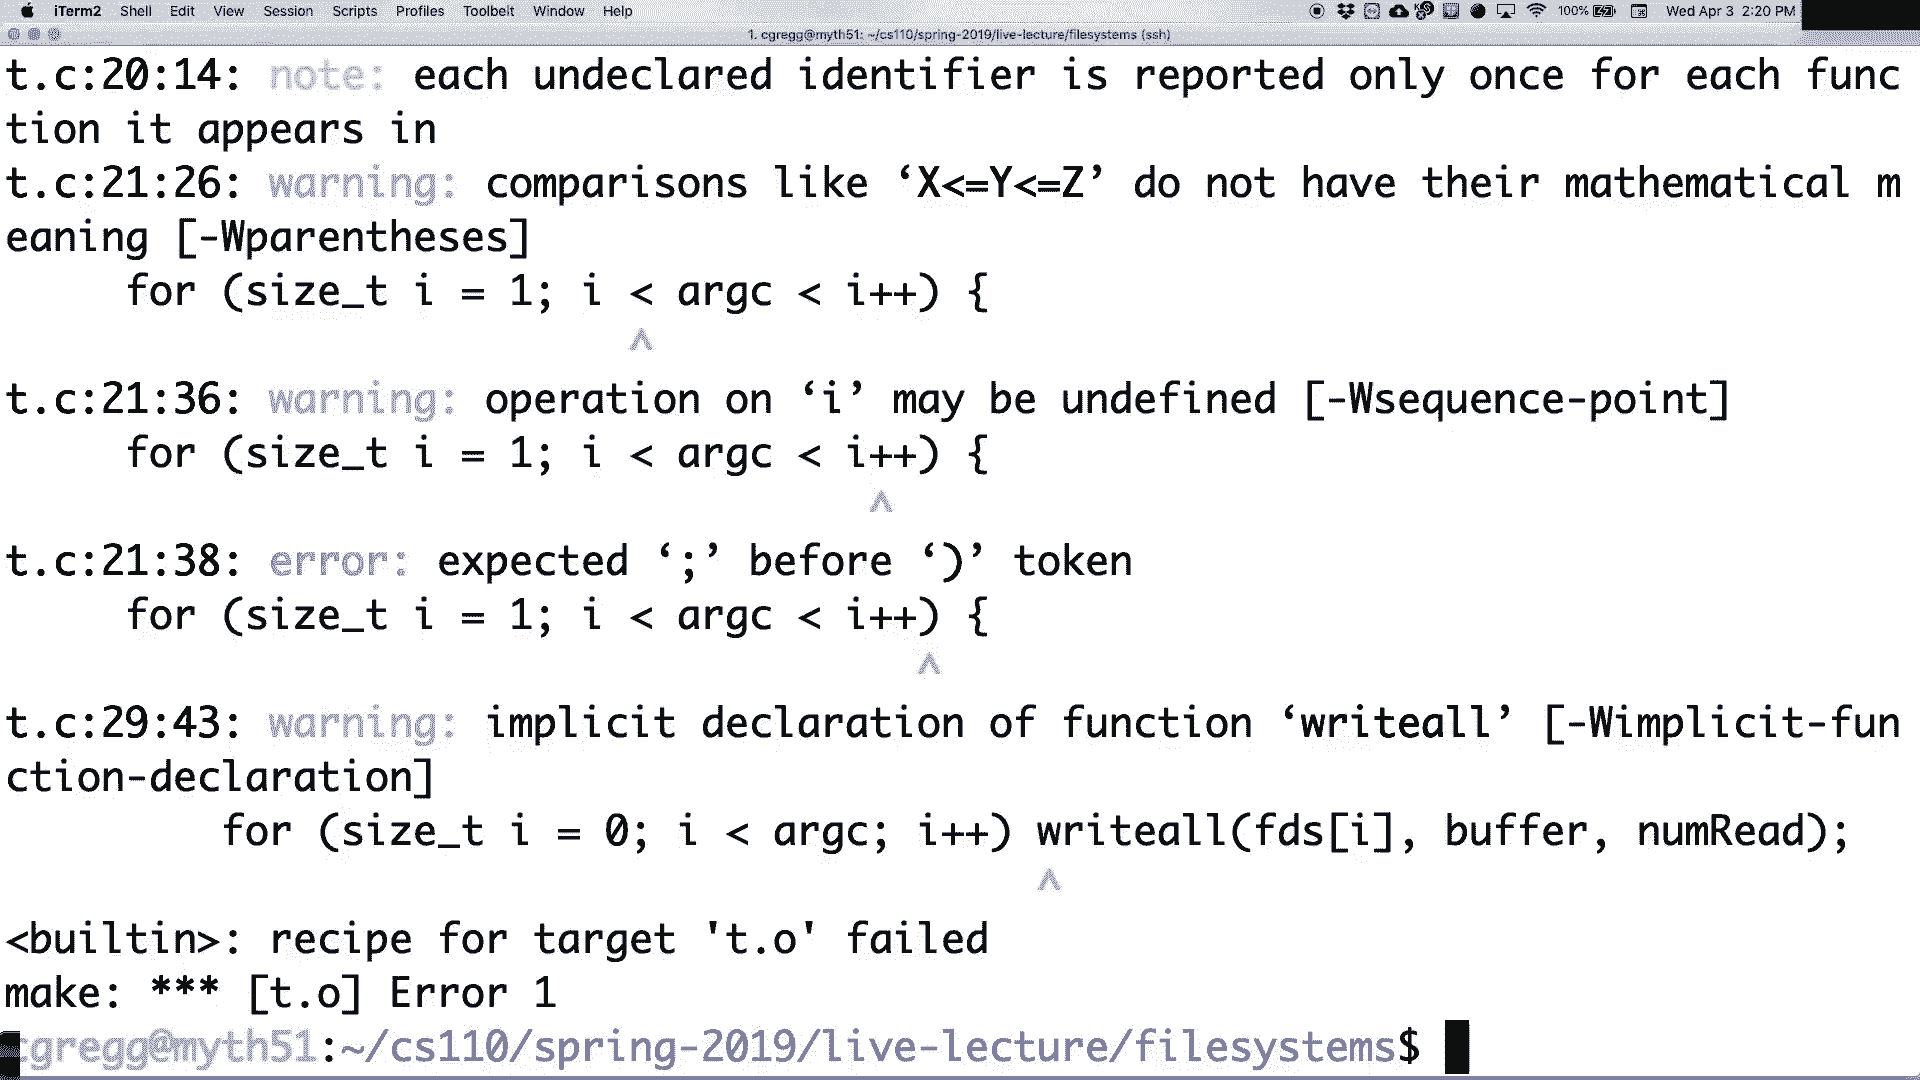 iTerm2 Shell Edit View Session Scripts Profiles Toolbelt Window Help 100% Wed Apr 3 2:20 PM
1. cgregg@myth51: ~/cs110/spring-2019/live-lecture/filesystems (ssh)
t.c:20:14: note: each undeclared identifier is reported only once for each func
tion it appears in
t.c:21:26: warning: comparisons like ‘X<=Y<=Z’ do not have their mathematical m
eaning [-Wparentheses]
     for (size_t i = 1; i < argc < i++) {
                          ^
t.c:21:36: warning: operation on ‘i’ may be undefined [-Wsequence-point]
     for (size_t i = 1; i < argc < i++) {
                                    ^
t.c:21:38: error: expected ‘;’ before ‘)’ token
     for (size_t i = 1; i < argc < i++) {
                                      ^
t.c:29:43: warning: implicit declaration of function ‘writeall’ [-Wimplicit-fun
ction-declaration]
         for (size_t i = 0; i < argc; i++) writeall(fds[i], buffer, numRead);
                                           ^
<builtin>: recipe for target 't.o' failed
make: *** [t.o] Error 1
cgregg@myth51:~/cs110/spring-2019/live-lecture/filesystems$